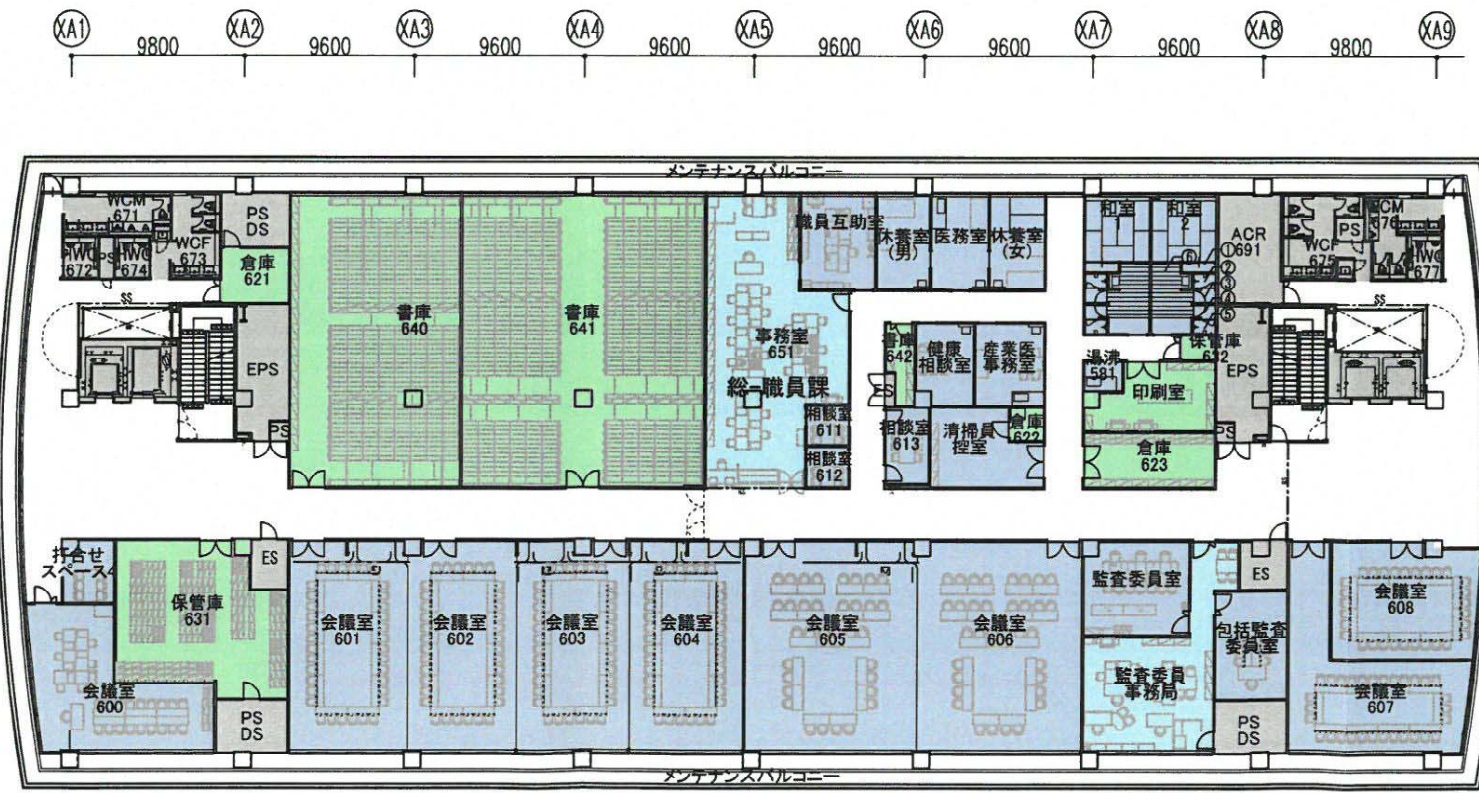 XA1 XA2 XA3 XA4 XA5 XA6 XA7 XA8 XA9
9800 9600 9600 9600 9600 9600 9600 9800
メンテナンスバルコニー
WCM
671
PS
DS
WCF
673
HWC
672
PS
HWC
674
倉庫
621
SS
EPS
PS
書庫
640
書庫
641
事務室
651
総ー職員課
職員互助室
休養室
(男)
医務室
休養室
(女)
相談室
611
相談室
612
書庫
642
ES
健康
相談室
産業医
事務室
相談室
613
清掃員
控室
倉庫
622
和室
1
和室
2
⑥
ACR
691
①
②
③
④
⑤
保管庫
632
湯沸
581
印刷室
EPS
PS
倉庫
623
WCF
675
PS
WCM
676
HWC
677
SS
打合せ
スペース4
ES
保管庫
631
会議室
600
PS
DS
会議室
601
会議室
602
会議室
603
会議室
604
会議室
605
会議室
606
監査委員室
ES
包括監査
委員室
監査委員
事務局
PS
DS
会議室
608
会議室
607
メンテナンスバルコニー